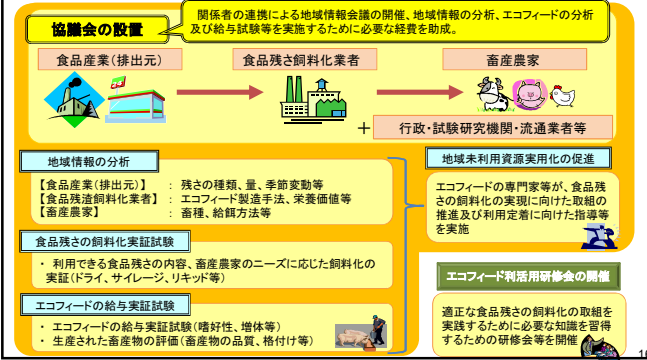 協議会の設置
関係者の連携による地域情報会議の開催、地域情報の分析、エコフィードの分析
及び給与試験等を実施するために必要な経費を助成。
食品産業(排出元)
食品残さ飼料化業者
畜産農家
＋
行政・試験研究機関・流通業者等
地域情報の分析
【食品産業(排出元)】 ： 残さの種類、量、季節変動等
【食品残渣飼料化業者】 ： エコフィード製造手法、栄養価値等
【畜産農家】 ： 畜種、給餌方法等
食品残さの飼料化実証試験
・ 利用できる食品残さの内容、畜産農家のニーズに応じた飼料化の
実証(ドライ、サイレージ、リキッド等)
エコフィードの給与実証試験
・ エコフィードの給与実証試験(嗜好性、増体等)
・ 生産された畜産物の評価(畜産物の品質、格付け等)
地域未利用資源実用化の促進
エコフィードの専門家等が、食品残
さの飼料化の実現に向けた取組の
推進及び利用定着に向けた指導等
を実施
エコフィード利活用研修会の開催
適正な食品残さの飼料化の取組を
実践するために必要な知識を習得
するための研修会等を開催